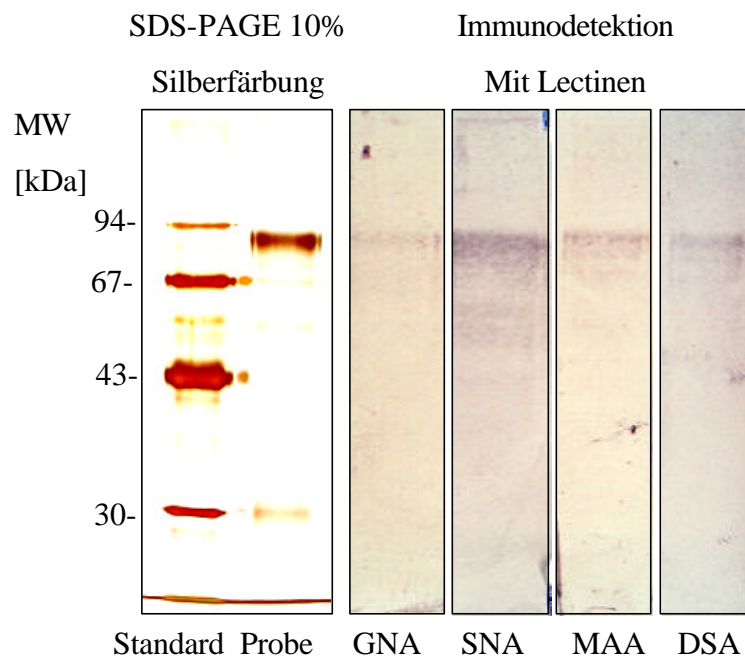 SDS-PAGE 10%
Silberfärbung
Immunodetektion
Mit Lectinen
MW
[kDa]
94-
67-
43-
30-
Standard Probe GNA SNA MAA DSA